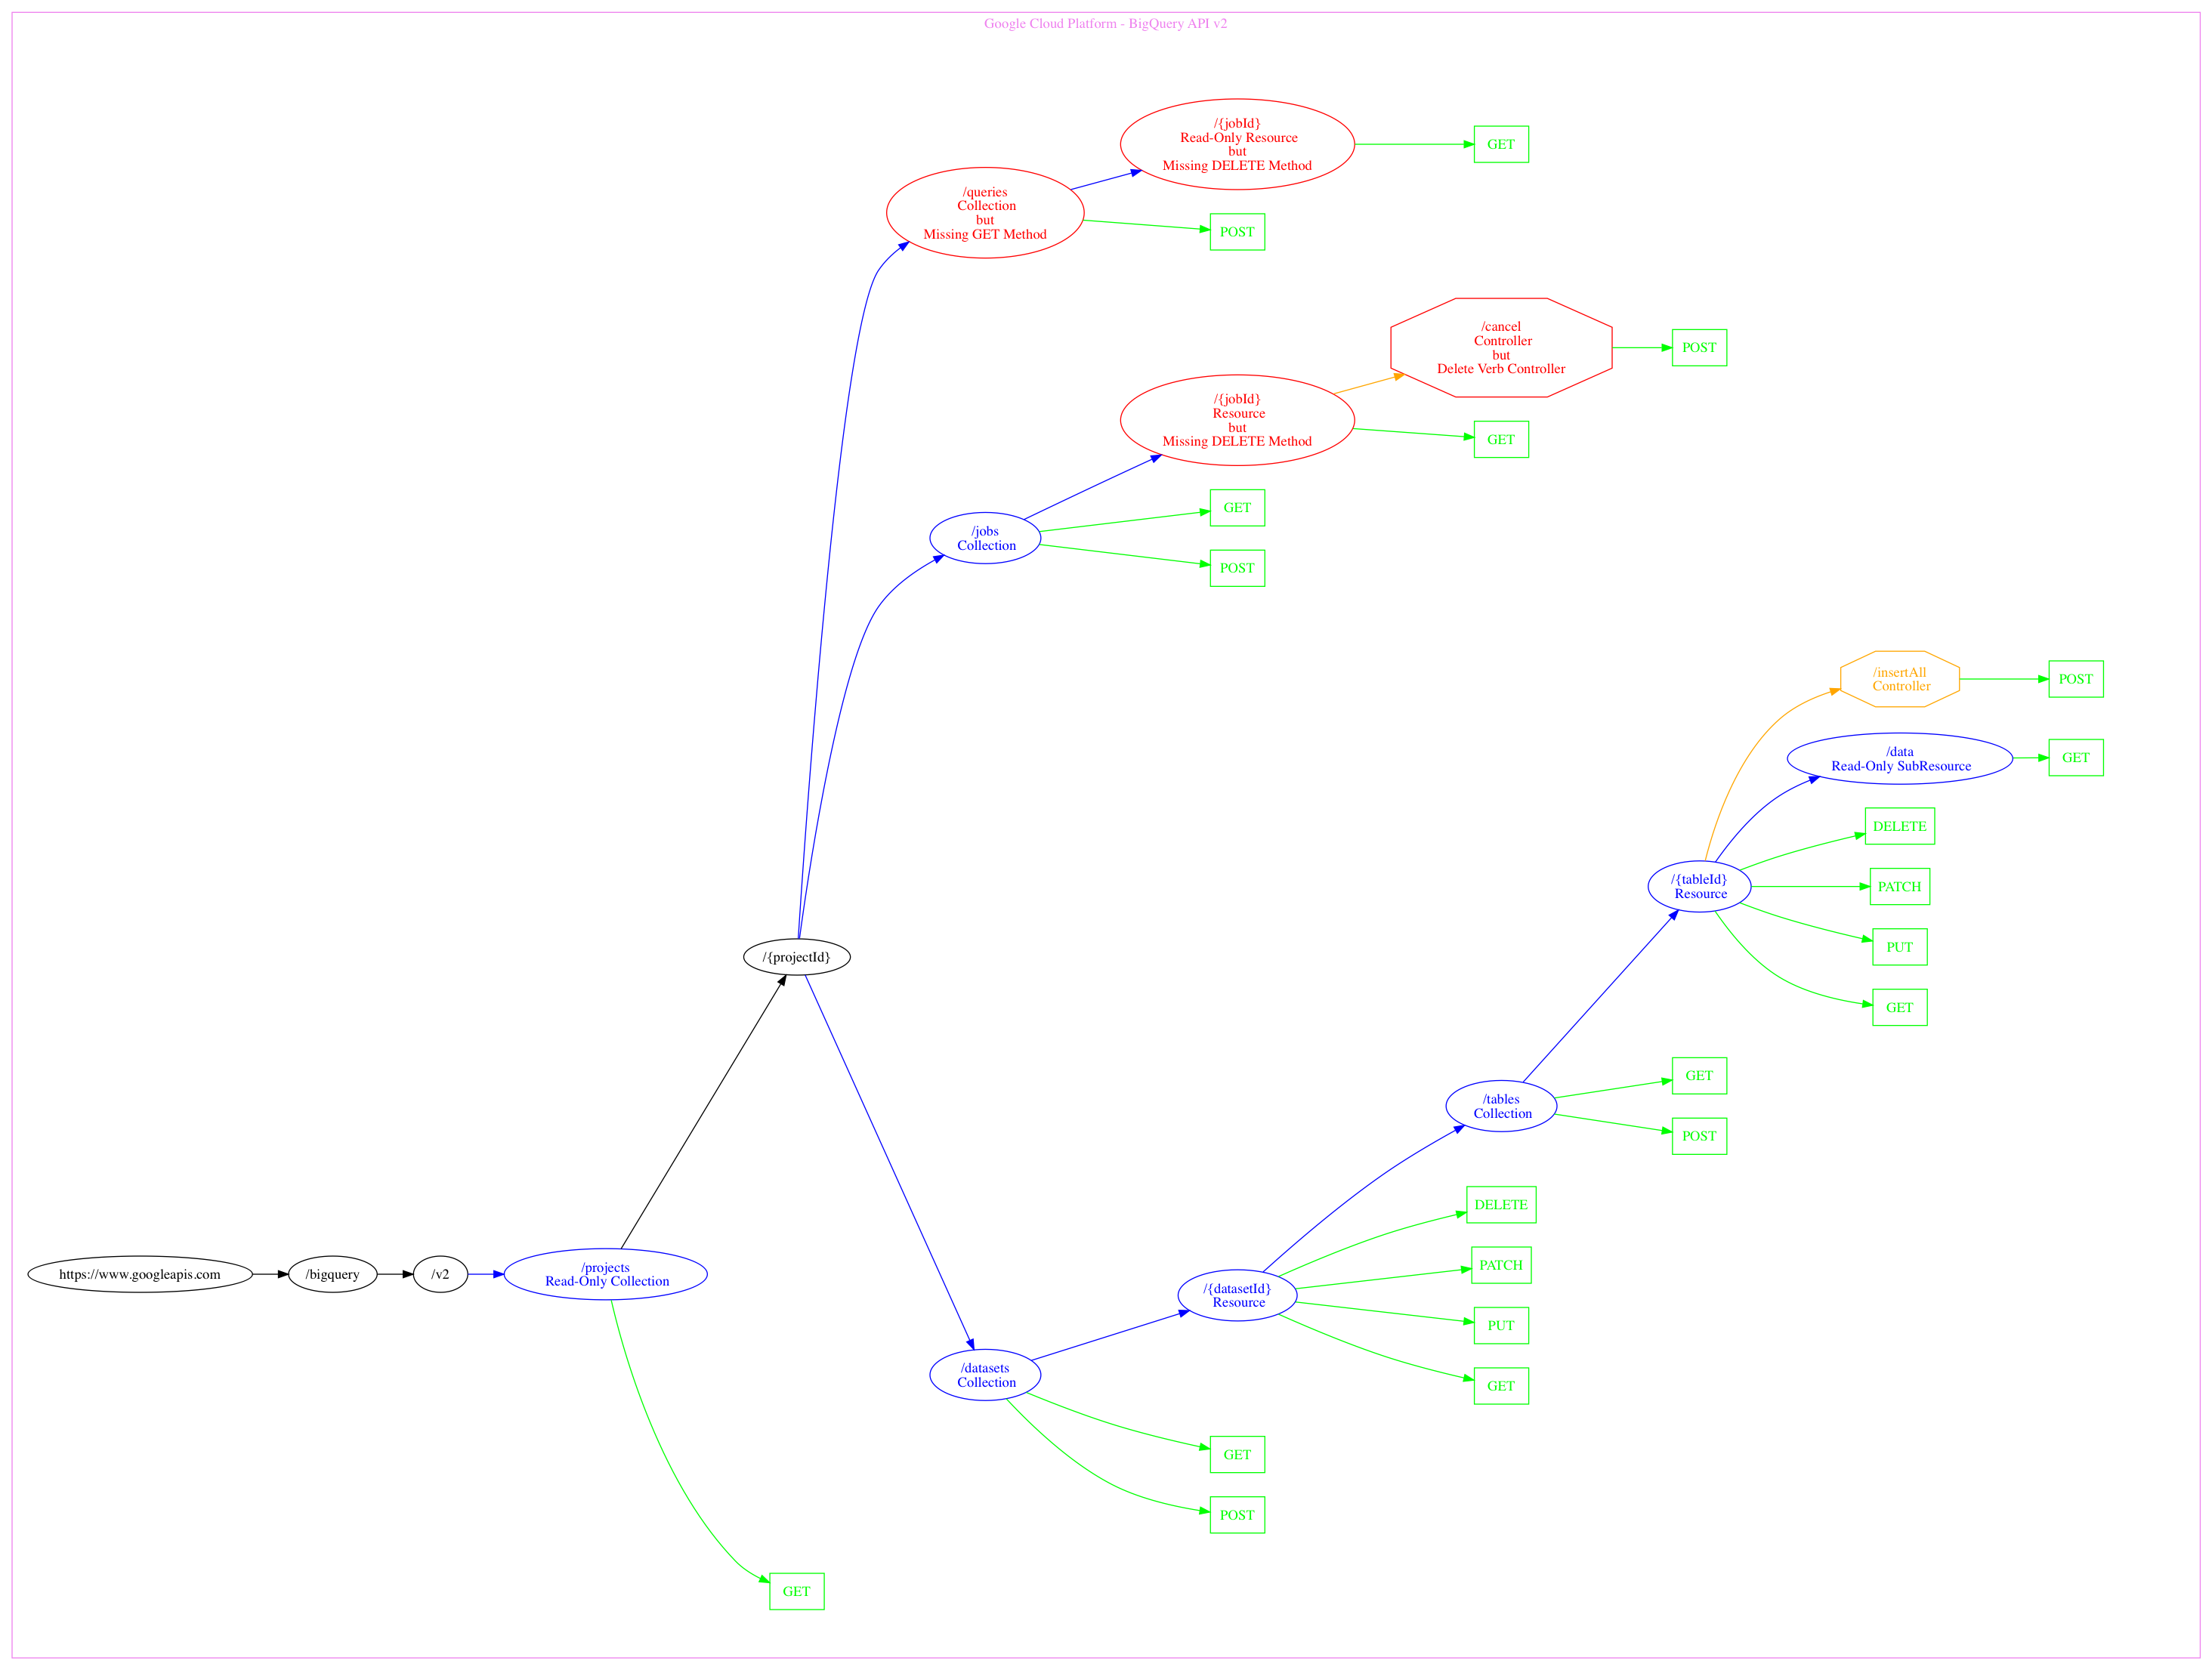 Google Cloud Platform - BigQuery API v2
/{jobId}
Read-Only Resource
but
Missing DELETE Method
GET
/queries
Collection
but
Missing GET Method
POST
/cancel
Controller
but
Delete Verb Controller
POST
/{jobId}
Resource
but
Missing DELETE Method
GET
/jobs
Collection
GET
POST
/insertAll
Controller
POST
/data
Read-Only SubResource
GET
DELETE
/{tableId}
Resource
PATCH
PUT
/{projectId}
GET
GET
/tables
Collection
POST
DELETE
PATCH
https://www.googleapis.com
/bigquery
/v2
/projects
Read-Only Collection
/{datasetId}
Resource
PUT
/datasets
Collection
GET
GET
POST
GET